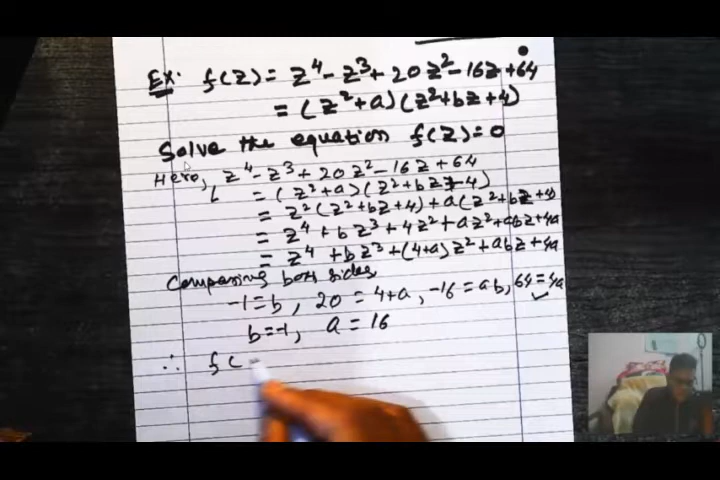 Ex: f(z) = z⁴ - z³ + 20z² - 16z + 64
= (z² + a) (z² + bz + 4)
Solve the equation f(z) = 0
Here, z⁴ - z³ + 20z² - 16z + 64
= (z² + a) (z² + bz + 4)
= z² (z² + bz + 4) + a (z² + bz + 4)
= z⁴ + bz³ + 4z² + az² + abz + 4a
= z⁴ + bz³ + (4+a) z² + abz + 4a
Comparing both sides
-1 = b, 20 = 4+a, -16 = ab, 64 = 4a
b = -1, a = 16
∴ f(